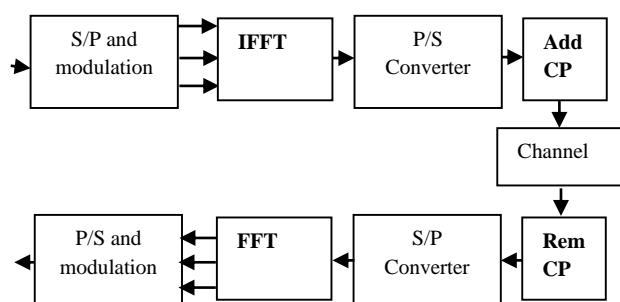 S/P and
modulation
IFFT
P/S
Converter
Add
CP
Channel
P/S and
modulation
FFT
S/P
Converter
Rem
CP